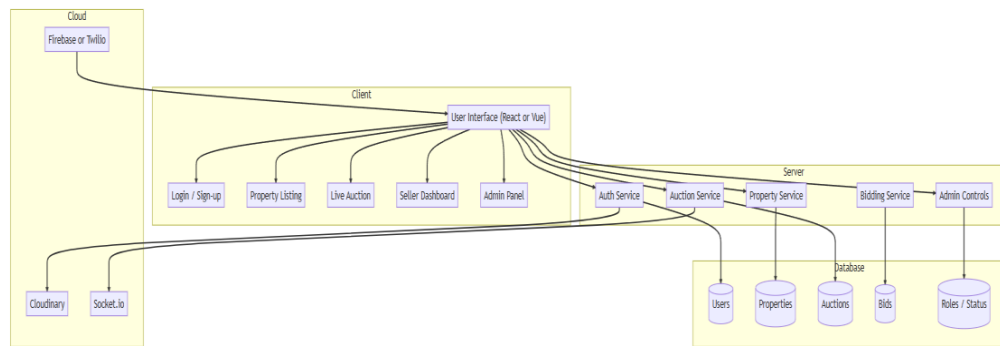 Cloud
Firebase or Twilio
Client
User Interface (React or Vue)
Server
Login / Sign-up
Property Listing
Live Auction
Seller Dashboard
Admin Panel
Auth Service
Auction Service
Property Service
Bidding Service
Admin Controls
Database
Cloudinary
Socket.io
Users
Properties
Auctions
Bids
Roles / Status